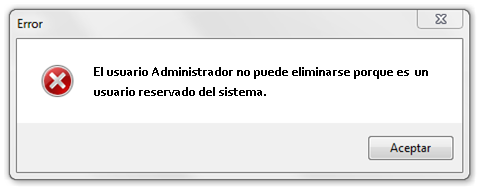 Error
El usuario Administrador no puede eliminarse porque es un
usuario reservado del sistema.
Aceptar